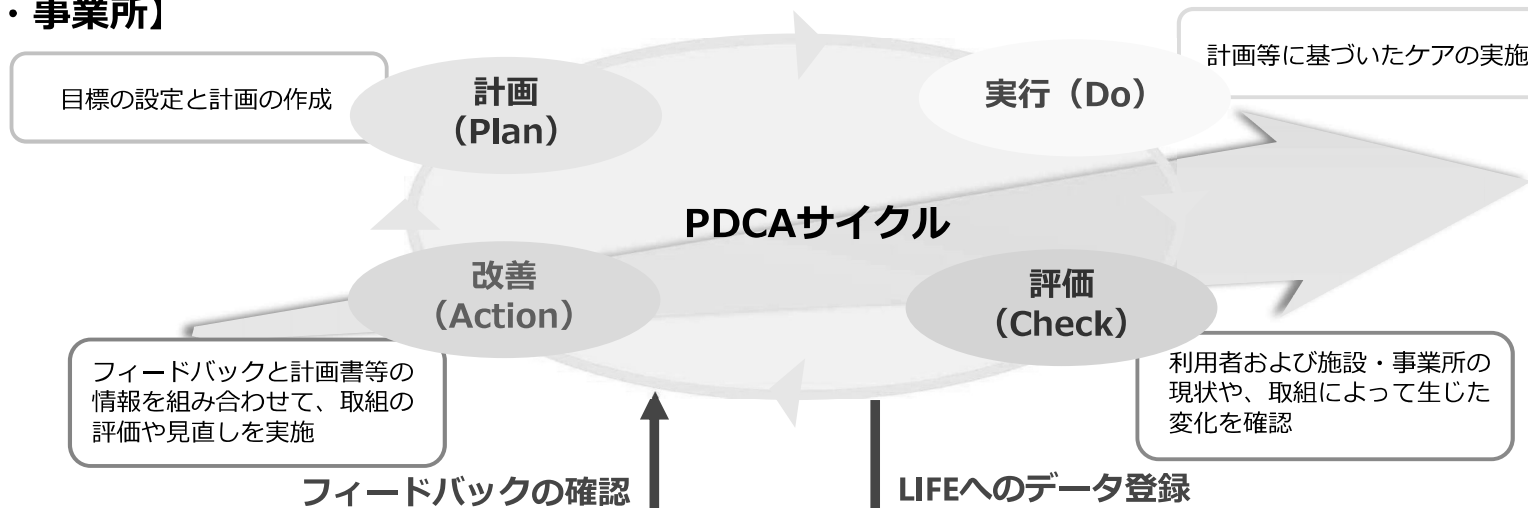 ・事業所】
目標の設定と計画の作成
計画
（Plan）
実行（Do）
計画等に基づいたケアの実施
PDCAサイクル
改善
（Action）
評価
（Check）
フィードバックと計画書等の
情報を組み合わせて、取組の
評価や見直しを実施
利用者および施設・事業所の
現状や、取組によって生じた
変化を確認
フィードバックの確認
LIFEへのデータ登録